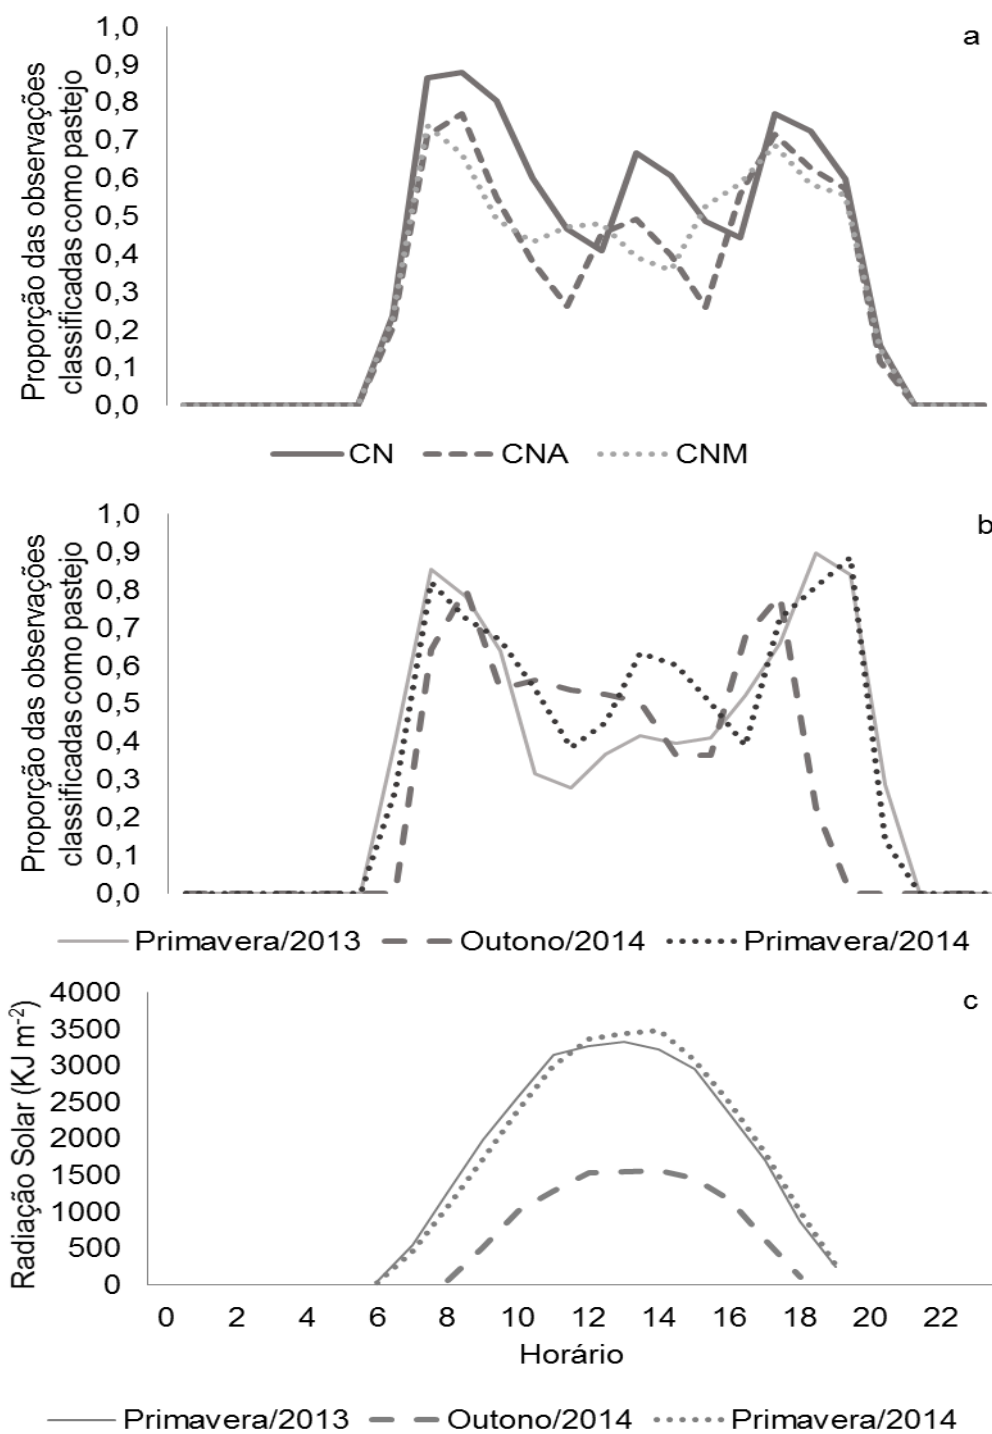 a
Proporção das observações
classificadas como pastejo
1,0
0,9
0,8
0,7
0,6
0,5
0,4
0,3
0,2
0,1
0,0
CN CNA CNM
b
Proporção das observações
classificadas como pastejo
1,0
0,9
0,8
0,7
0,6
0,5
0,4
0,3
0,2
0,1
0,0
Primavera/2013 Outono/2014 Primavera/2014
c
Radiação Solar (KJ m-2)
4000
3500
3000
2500
2000
1500
1000
500
0
0 2 4 6 8 10 12 14 16 18 20 22
Horário
Primavera/2013 Outono/2014 Primavera/2014